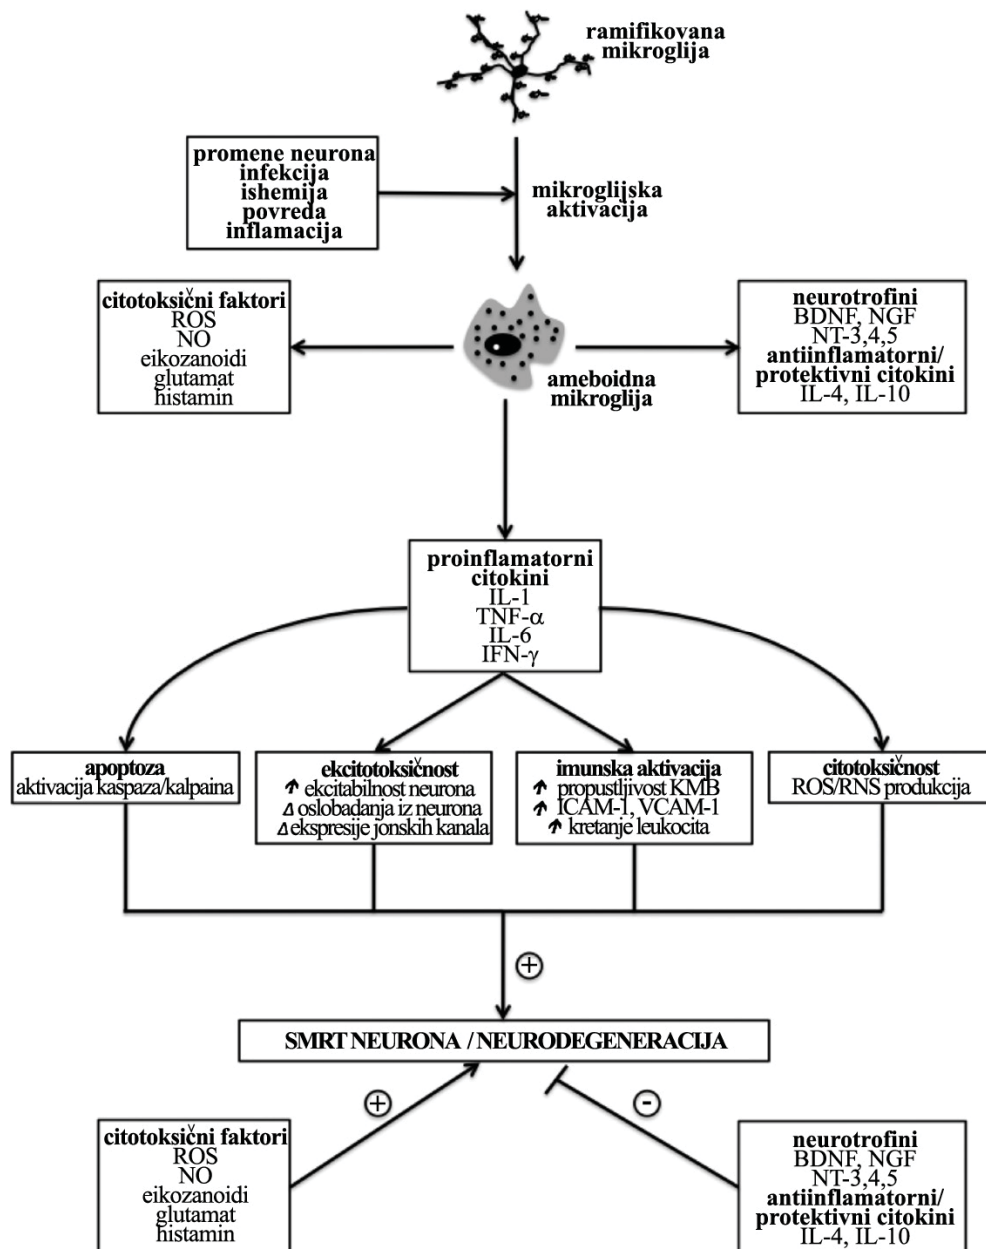 ramifikovana
mikroglija
promene neurona
infekcija
ishemija
povreda
inflamacija
mikroglijska
aktivacija
citotoksični faktori
ROS
NO
eikozanoidi
glutamat
histamin
ameboidna
mikroglija
neurotrofini
BDNF, NGF
NT-3,4,5
antiinflamatorni/
protektivni citokini
IL-4, IL-10
proinflamatorni
citokini
IL-1
TNF-α
IL-6
IFN-γ
apoptoza
aktivacija kaspaza/kalpaina
ekcitotoksičnost
↑ ekcitabilnost neurona
Δ oslobadanja iz neurona
Δ ekspresije jonskih kanala
imunska aktivacija
↑ propustljivost KMB
↑ ICAM-1, VCAM-1
↑ kretanje leukocita
citotoksičnost
ROS/RNS produkcija
+
SMRT NEURONA / NEURODEGENERACIJA
+
-
citotoksični faktori
ROS
NO
eikozanoidi
glutamat
histamin
neurotrofini
BDNF, NGF
NT-3,4,5
antiinflamatorni/
protektivni citokini
IL-4, IL-10